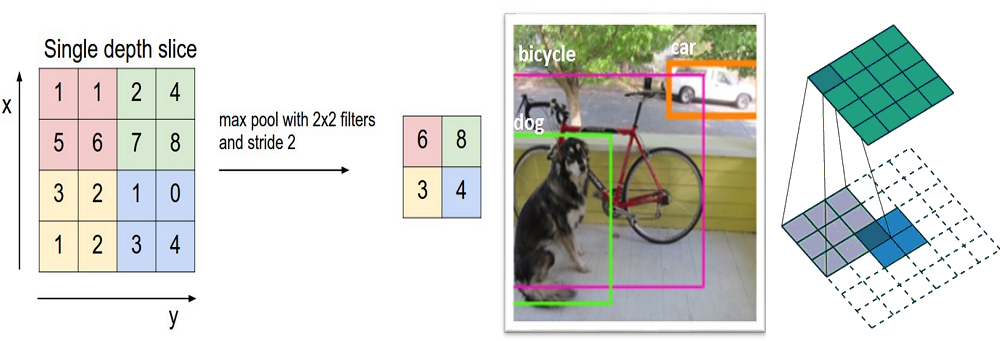 Single depth slice
x
1 1 2 4
5 6 7 8
3 2 1 0
1 2 3 4
y
max pool with 2x2 filters
and stride 2
6 8
3 4
bicycle
car
dog